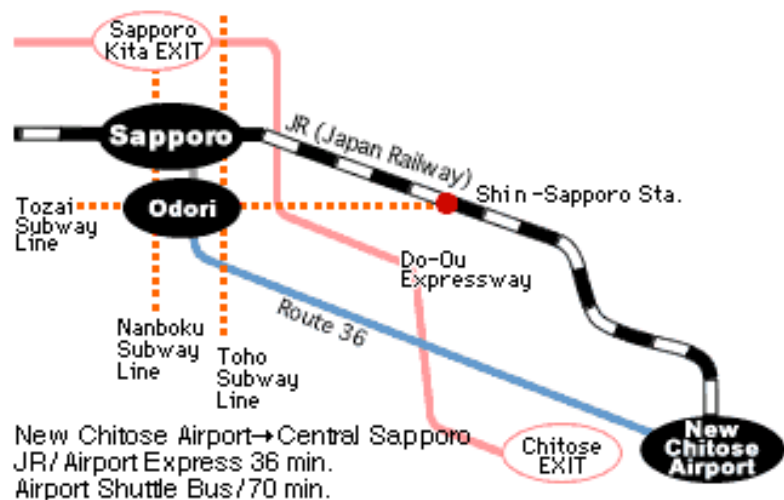 Sapporo
Kita EXIT
Sapporo
JR (Japan Railway)
Shin-Sapporo Sta.
Tozai
Subway
Line
Odori
Do-Ou
Expressway
Route 36
Nanboku
Subway
Line
Toho
Subway
Line
New
Chitose
Airport
Chitose
EXIT
New Chitose Airport→Central Sapporo
JR/Airport Express 36 min.
Airport Shuttle Bus/70 min.